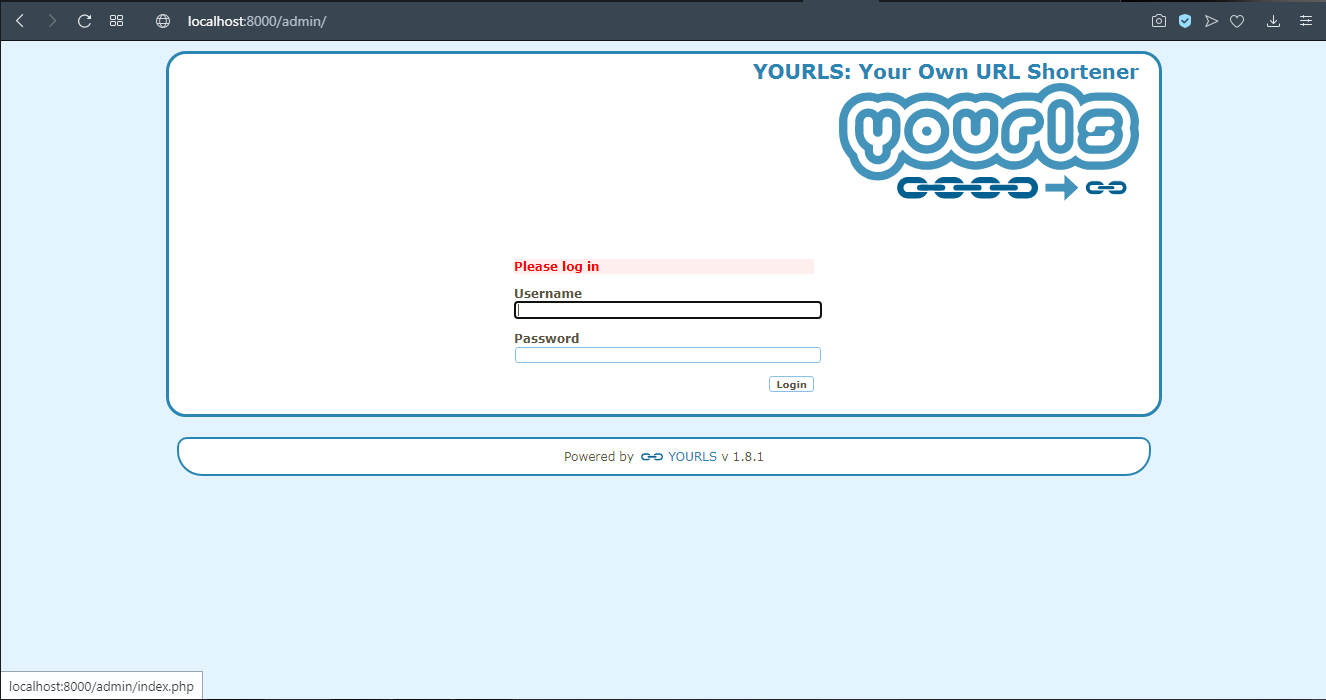 localhost:8000/admin/
YOURLS: Your Own URL Shortener
yourls
Please log in
Username
Password
Login
Powered by YOURLS v 1.8.1
localhost:8000/admin/index.php